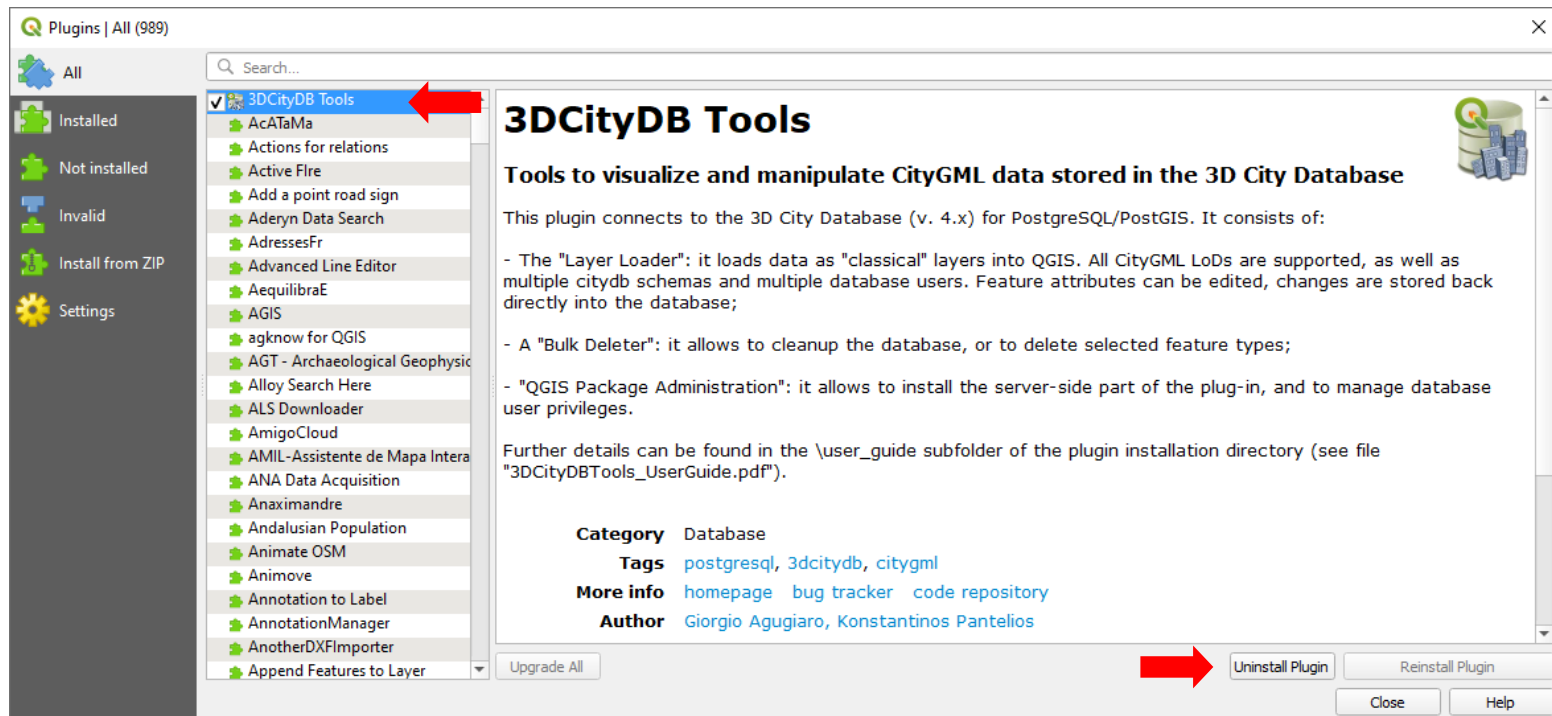 Plugins | All (989)
All
Installed
Not installed
Invalid
Install from ZIP
Settings
Search...
3DCityDB Tools
AcATaMa
Actions for relations
Active FIre
Add a point road sign
Aderyn Data Search
AdressesFr
Advanced Line Editor
AequilibraE
AGIS
agknow for QGIS
AGT - Archaeological Geophysic
Alloy Search Here
ALS Downloader
AmigoCloud
AMIL-Assistente de Mapa Intera
ANA Data Acquisition
Anaximandre
Andalusian Population
Animate OSM
Animove
Annotation to Label
AnnotationManager
AnotherDXFImporter
Append Features to Layer
3DCityDB Tools
Tools to visualize and manipulate CityGML data stored in the 3D City Database
This plugin connects to the 3D City Database (v. 4.x) for PostgreSQL/PostGIS. It consists of:
- The "Layer Loader": it loads data as "classical" layers into QGIS. All CityGML LoDs are supported, as well as
multiple citydb schemas and multiple database users. Feature attributes can be edited, changes are stored back
directly into the database;
- A "Bulk Deleter": it allows to cleanup the database, or to delete selected feature types;
- "QGIS Package Administration": it allows to install the server-side part of the plug-in, and to manage database
user privileges.
Further details can be found in the \user_guide subfolder of the plugin installation directory (see file
"3DCityDBTools_UserGuide.pdf").
Category Database
Tags postgresql, 3dcitydb, citygml
More info homepage bug tracker code repository
Author Giorgio Agugiaro, Konstantinos Pantelios
Upgrade All Uninstall Plugin Reinstall Plugin
Close Help